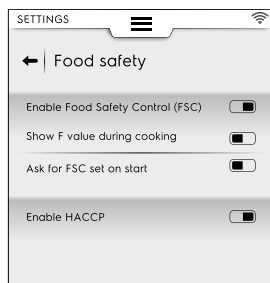 SETTINGS
Food safety
Enable Food Safety Control (FSC)
Show F value during cooking
Ask for FSC set on start
Enable HACCP